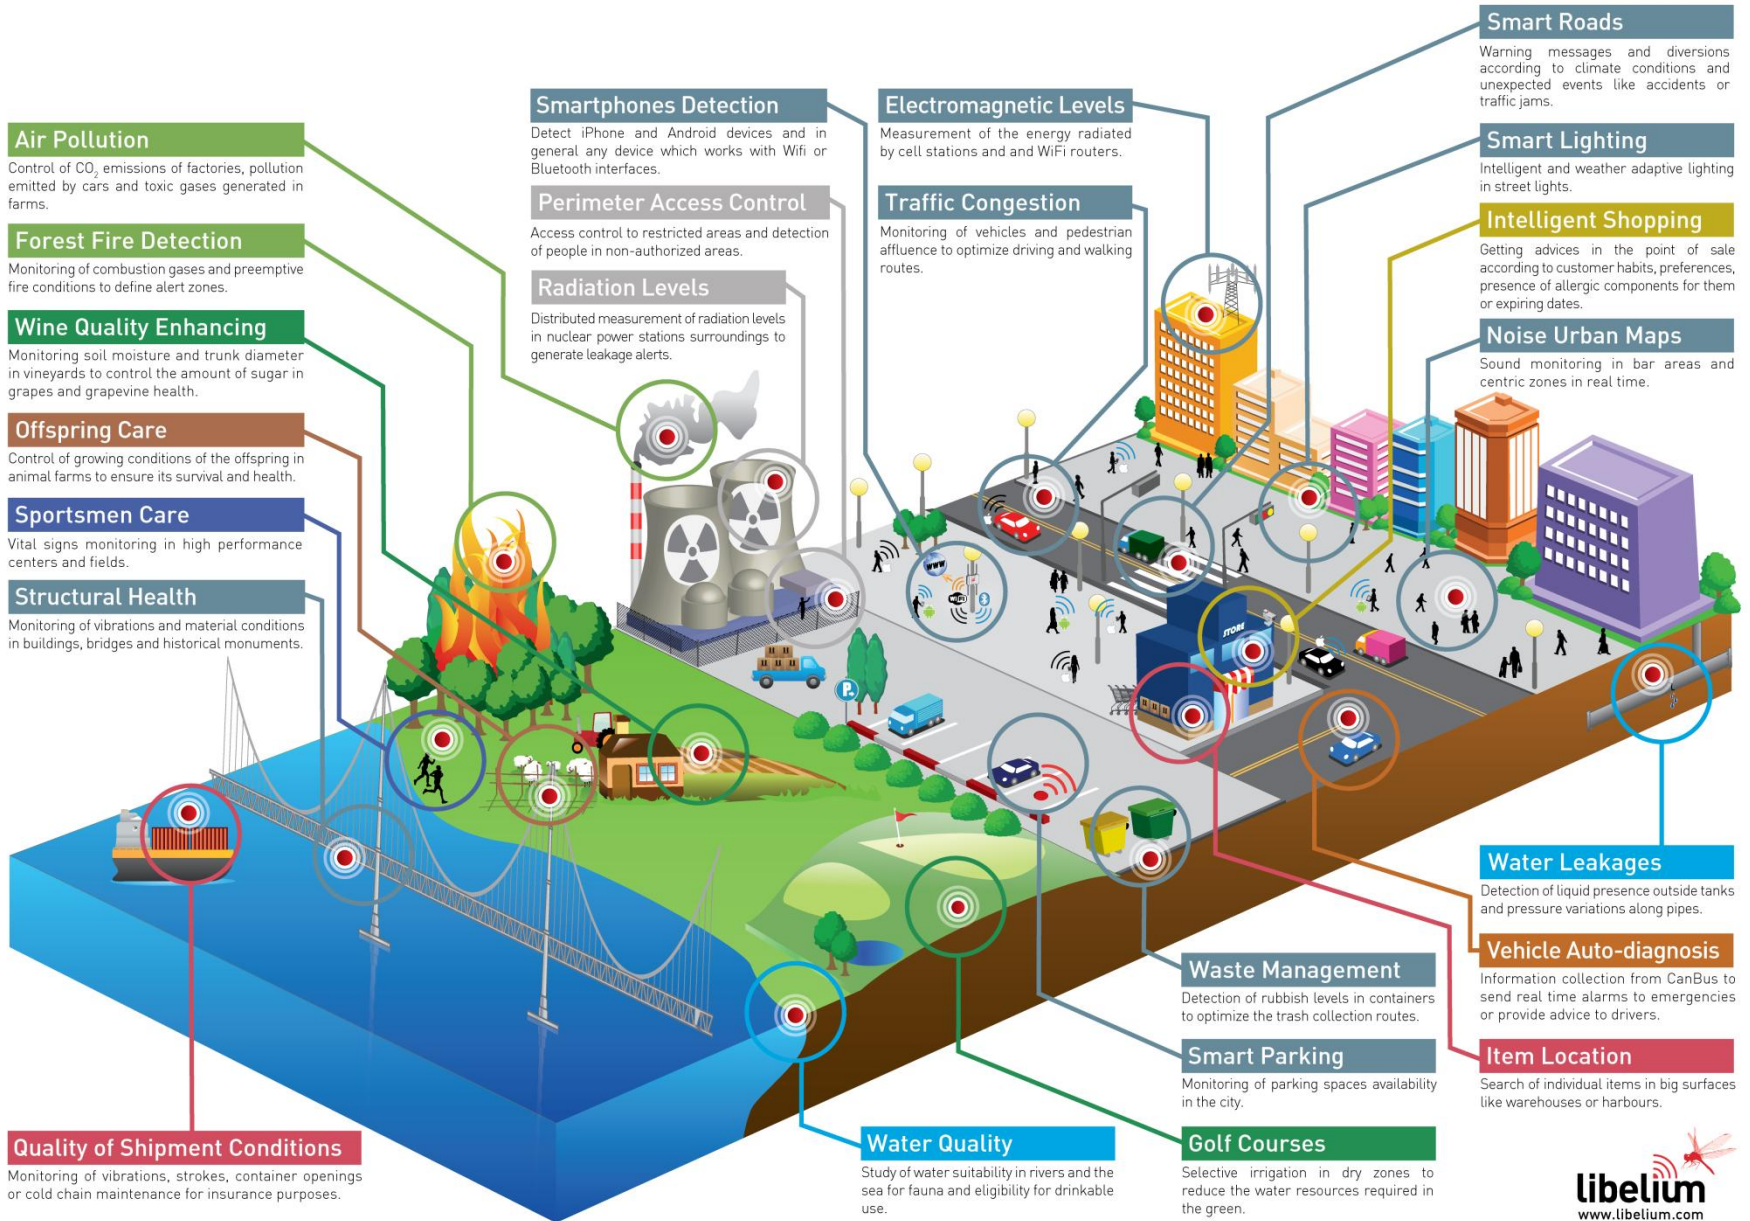 Air Pollution
Control of CO₂ emissions of factories, pollution
emitted by cars and toxic gases generated in
farms.
Forest Fire Detection
Monitoring of combustion gases and preemptive
fire conditions to define alert zones.
Wine Quality Enhancing
Monitoring soil moisture and trunk diameter
in vineyards to control the amount of sugar in
grapes and grapevine health.
Offspring Care
Control of growing conditions of the offspring in
animal farms to ensure its survival and health.
Sportsmen Care
Vital signs monitoring in high performance
centers and fields.
Structural Health
Monitoring of vibrations and material conditions
in buildings, bridges and historical monuments.
Quality of Shipment Conditions
Monitoring of vibrations, strokes, container openings
or cold chain maintenance for insurance purposes.
Smartphones Detection
Detect iPhone and Android devices and in
general any device which works with Wifi or
Bluetooth interfaces.
Perimeter Access Control
Access control to restricted areas and detection
of people in non-authorized areas.
Radiation Levels
Distributed measurement of radiation levels
in nuclear power stations surroundings to
generate leakage alerts.
Electromagnetic Levels
Measurement of the energy radiated
by cell stations and and WiFi routers.
Traffic Congestion
Monitoring of vehicles and pedestrian
affluence to optimize driving and walking
routes.
Smart Roads
Warning messages and diversions
according to climate conditions and
unexpected events like accidents or
traffic jams.
Smart Lighting
Intelligent and weather adaptive lighting
in street lights.
Intelligent Shopping
Getting advices in the point of sale
according to customer habits, preferences,
presence of allergic components for them
or expiring dates.
Noise Urban Maps
Sound monitoring in bar areas and
centric zones in real time.
www
WiFi
STORE
P
Water Leakages
Detection of liquid presence outside tanks
and pressure variations along pipes.
Vehicle Auto-diagnosis
Information collection from CanBus to
send real time alarms to emergencies
or provide advice to drivers.
Item Location
Search of individual items in big surfaces
like warehouses or harbours.
Waste Management
Detection of rubbish levels in containers
to optimize the trash collection routes.
Smart Parking
Monitoring of parking spaces availability
in the city.
Golf Courses
Selective irrigation in dry zones to
reduce the water resources required in
the green.
Water Quality
Study of water suitability in rivers and the
sea for fauna and eligibility for drinkable
use.
libelium
www.libelium.com